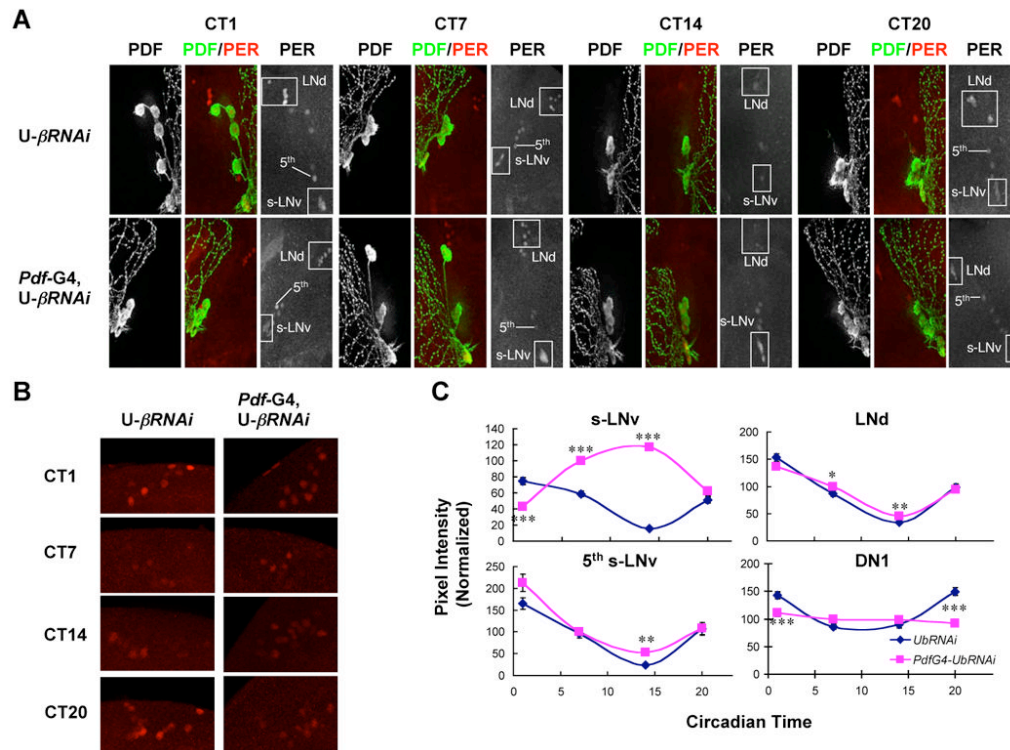 A
CT1 CT7 CT14 CT20
PDF PDF/PER PER PDF PDF/PER PER PDF PDF/PER PER PDF PDF/PER PER
U-βRNAi
LNd
5th
s-LNv
LNd
5th
s-LNv
LNd
s-LNv
LNd
5th
s-LNv
Pdf-G4,
U-βRNAi
LNd
5th
s-LNv
LNd
5th
s-LNv
LNd
s-LNv
LNd
5th
s-LNv
B
U-βRNAi
Pdf-G4,
U-βRNAi
CT1
CT7
CT14
CT20
C
Pixel Intensity
(Normalized)
s-LNv
140
120
100
80
60
40
20
0
***
***
***
LNd
200
150
100
50
0
*
**
5th s-LNv
250
200
150
100
50
0
**
0 5 10 15 20
DN1
200
150
100
50
0
***
***
UbRNAi
PdfG4-UbRNAi
0 5 10 15 20
Circadian Time